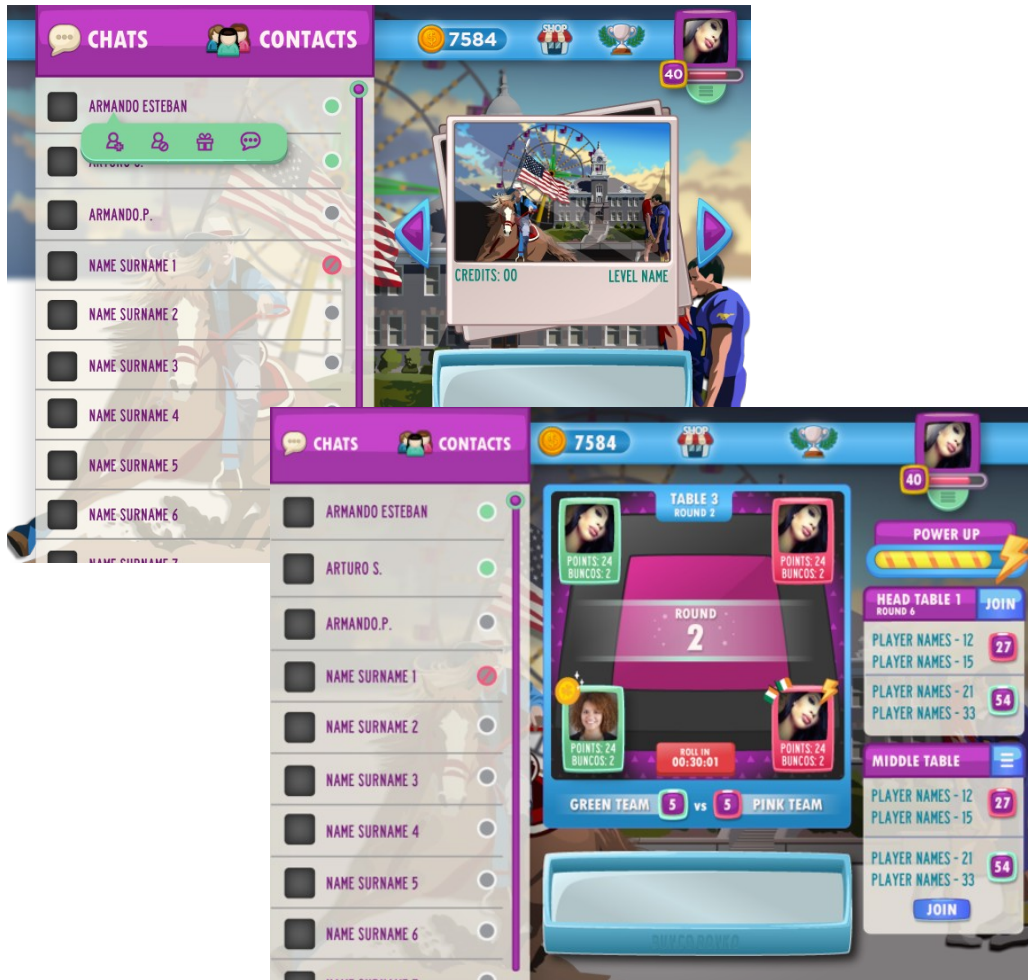 CHATS
CONTACTS
7584
SHOP
40
ARMANDO ESTEBAN
ARTURO S.
ARMANDO.P.
NAME SURNAME 1
NAME SURNAME 2
NAME SURNAME 3
NAME SURNAME 4
NAME SURNAME 5
NAME SURNAME 6
NAME SURNAME 7
CREDITS: 00
LEVEL NAME
CHATS
CONTACTS
7584
SHOP
40
ARMANDO ESTEBAN
ARTURO S.
ARMANDO.P.
NAME SURNAME 1
NAME SURNAME 2
NAME SURNAME 3
NAME SURNAME 4
NAME SURNAME 5
NAME SURNAME 6
TABLE 3
ROUND 2
POINTS: 24
BUNCOS: 2
POINTS: 24
BUNCOS: 2
ROUND
2
POINTS: 24
BUNCOS: 2
ROLL IN
00:30:01
POINTS: 24
BUNCOS: 2
GREEN TEAM 5 VS 5 PINK TEAM
POWER UP
HEAD TABLE 1
ROUND 6
JOIN
PLAYER NAMES - 12
PLAYER NAMES - 15
27
PLAYER NAMES - 21
PLAYER NAMES - 33
54
MIDDLE TABLE
PLAYER NAMES - 12
PLAYER NAMES - 15
27
PLAYER NAMES - 21
PLAYER NAMES - 33
54
JOIN